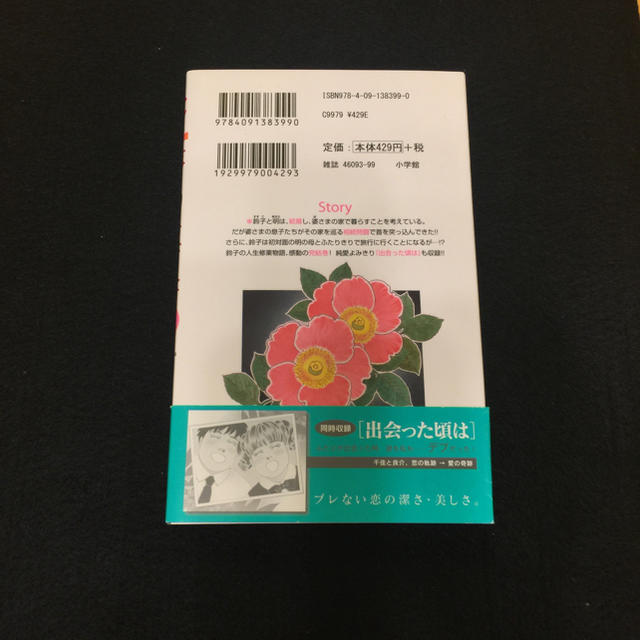 ISBN978-4-09-138399-0
C9979 ¥429E
9784091383990
定価:本体429円+税
雑誌 46093-99 小学館
1929979004293
Story
鈴子と明は、結婚し、婆さまの家で暮らすことを考えている。
だが婆さまの息子たちがその家を巡る相続問題で首を突っ込んできた!!
さらに、鈴子は初対面の明の母とふたりきりで旅行に行くことになるが…!?
鈴子の人生修業物語、感動の完結巻! 純愛よみきり「出会った頃は」も収録!!
同時収録 [出会った頃は]
千佳と良介、恋の軌跡→愛の奇跡
ブレない恋の潔さ・美しさ。